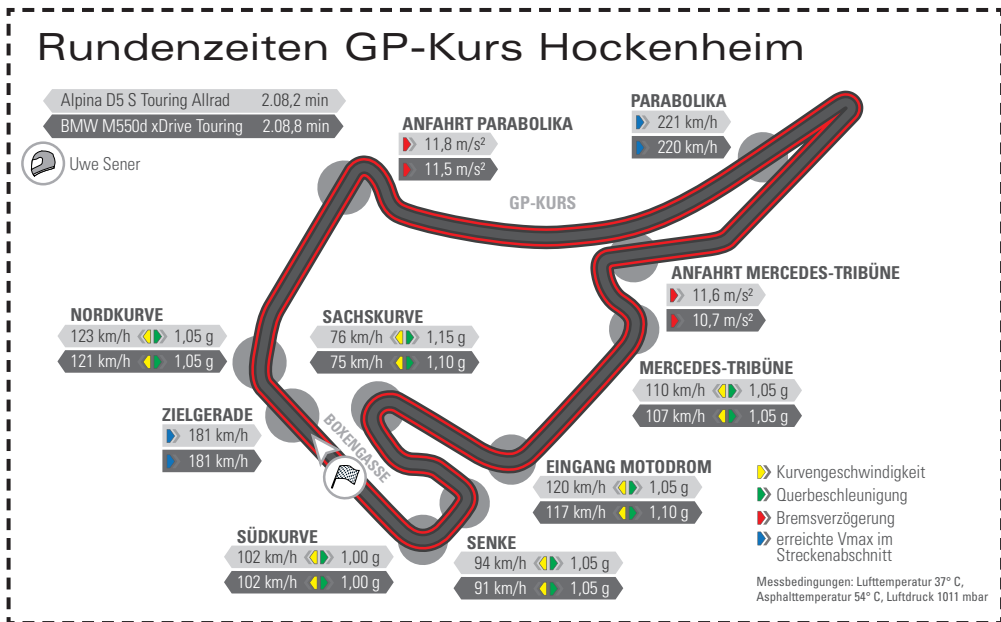 Rundenzeiten GP-Kurs Hockenheim
Alpina D5 S Touring Allrad 2.08,2 min
BMW M550d xDrive Touring 2.08,8 min
Uwe Sener
ANFAHRT PARABOLIKA
11,8 m/s²
11,5 m/s²
PARABOLIKA
221 km/h
220 km/h
GP-KURS
ANFAHRT MERCEDES-TRIBÜNE
11,6 m/s²
10,7 m/s²
NORDKURVE
123 km/h 1,05 g
121 km/h 1,05 g
SACHSKURVE
76 km/h 1,15 g
75 km/h 1,10 g
MERCEDES-TRIBÜNE
110 km/h 1,05 g
107 km/h 1,05 g
ZIELGERADE
181 km/h
181 km/h
BOXENGASSE
EINGANG MOTODROM
120 km/h 1,05 g
117 km/h 1,10 g
SÜDKURVE
102 km/h 1,00 g
102 km/h 1,00 g
SENKE
94 km/h 1,05 g
91 km/h 1,05 g
Kurvengeschwindigkeit
Querbeschleunigung
Bremsverzögerung
erreichte Vmax im
Streckenabschnitt
Messbedingungen: Lufttemperatur 37° C,
Asphalttemperatur 54° C, Luftdruck 1011 mbar